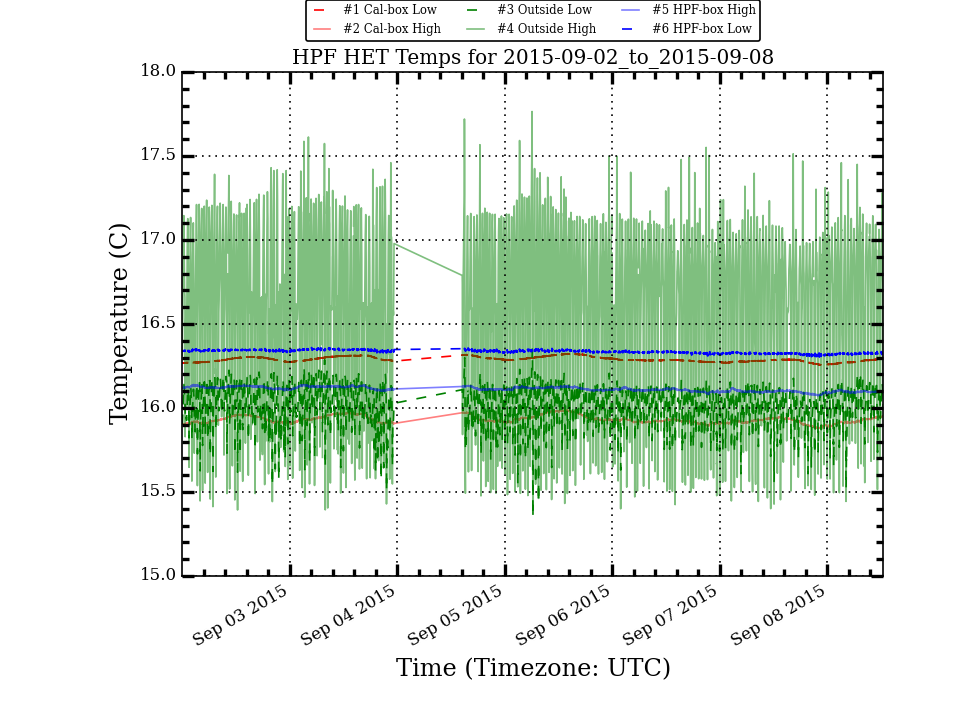 #1 Cal-box Low #3 Outside Low #5 HPF-box High
#2 Cal-box High #4 Outside High #6 HPF-box Low
HPF HET Temps for 2015-09-02_to_2015-09-08
18.0
17.5
17.0
16.5
16.0
15.5
15.0
Temperature (C)
Sep 03 2015 Sep 04 2015 Sep 05 2015 Sep 06 2015 Sep 07 2015 Sep 08 2015
Time (Timezone: UTC)